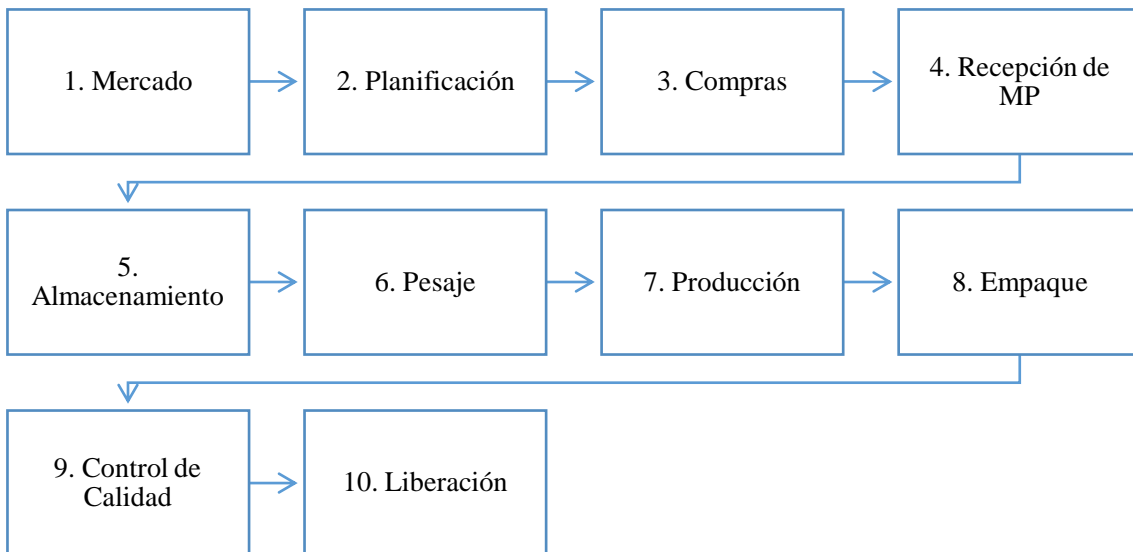 1. Mercado
2. Planificación
3. Compras
4. Recepción de
MP
5.
Almacenamiento
6. Pesaje
7. Producción
8. Empaque
9. Control de
Calidad
10. Liberación